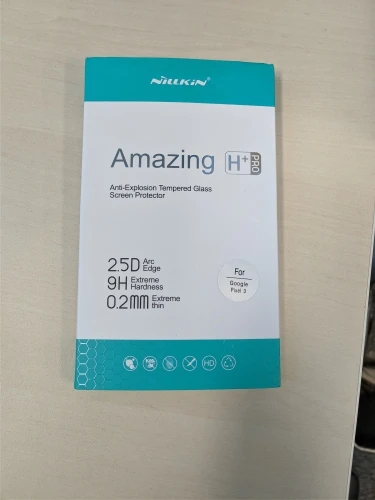 NiLLKiN
Amazing H+ PRO
Anti-Explosion Tempered Glass
Screen Protector
2.5D Arc Edge
9H Extreme Hardness
0.2MM Extreme thin
For
Google
Pixel 3
HD